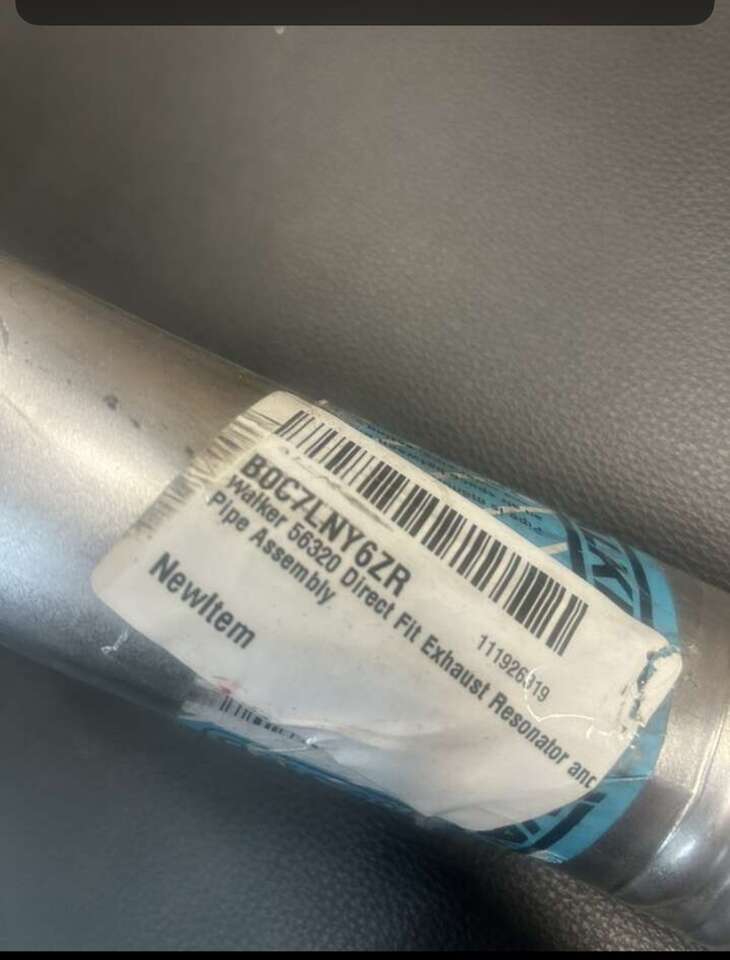 B0C7LNY6ZR
walker 56320 Direct Fit Exhaust Resonator and
Pipe Assembly
NewItem
111926319